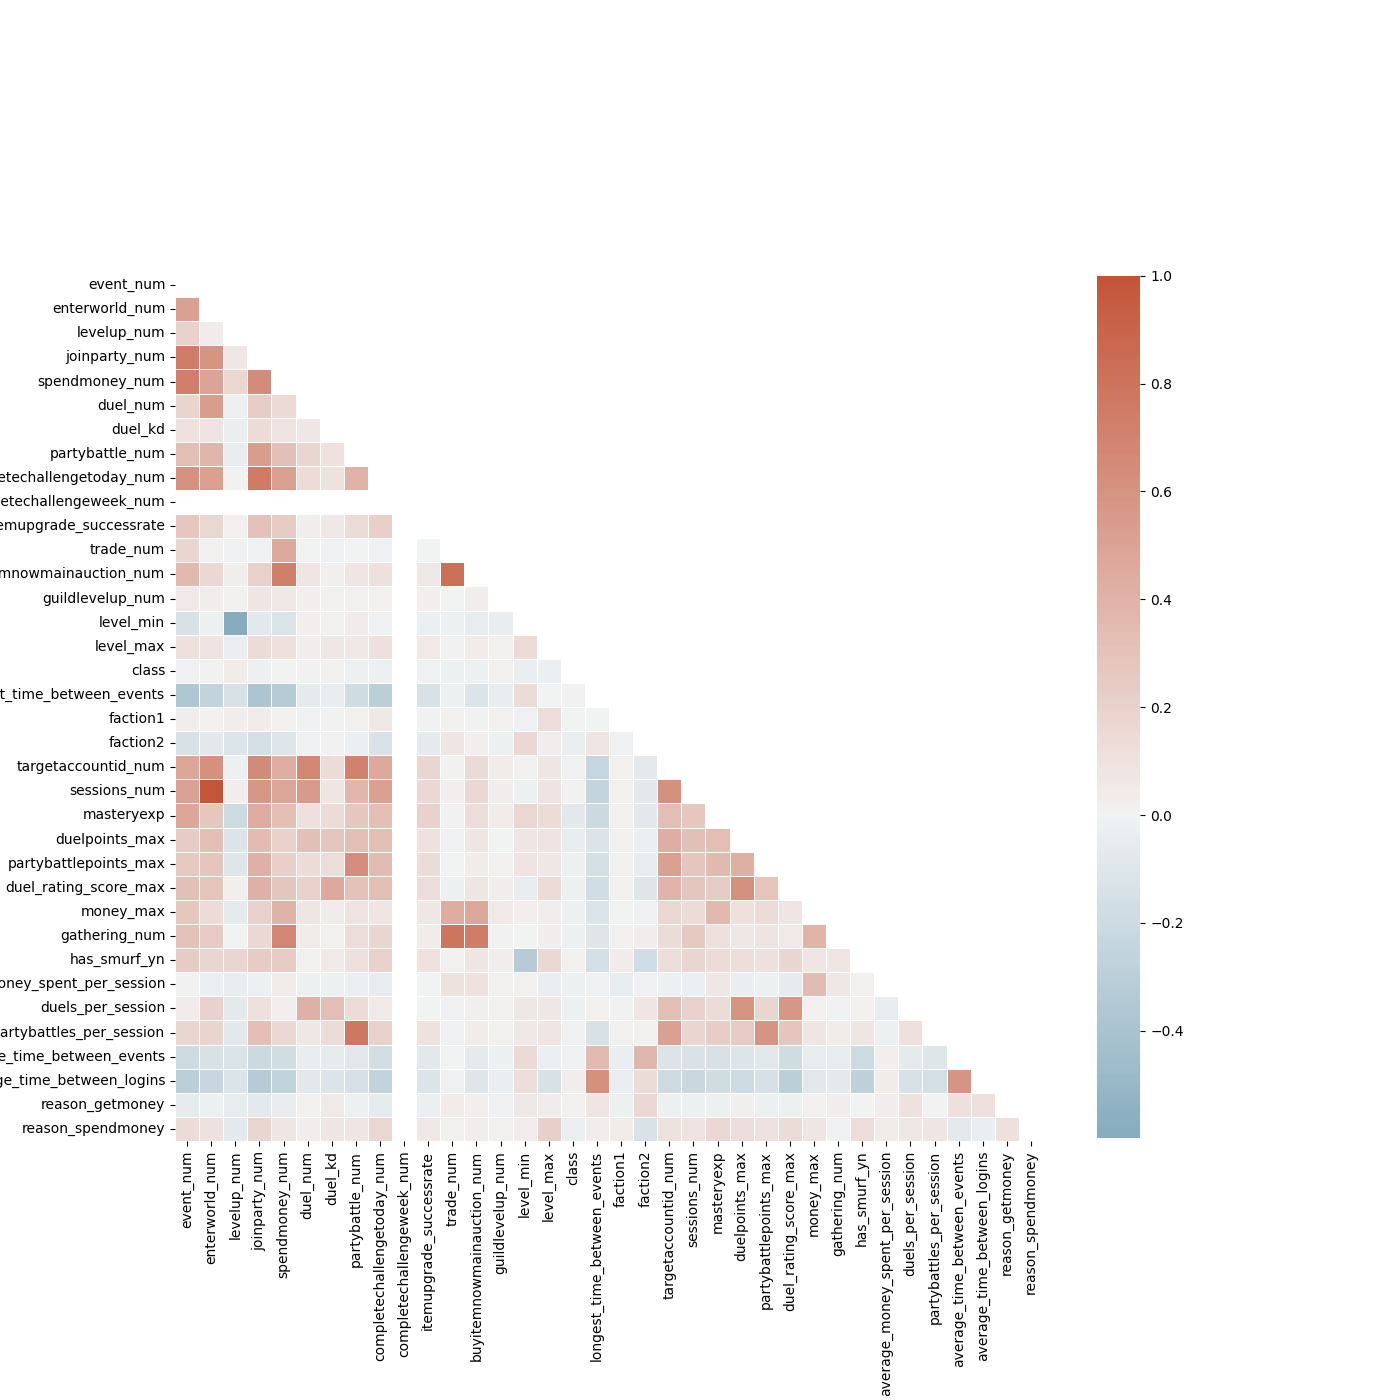 event_num
enterworld_num
levelup_num
joinparty_num
spendmoney_num
duel_num
duel_kd
partybattle_num
etechallengetoday_num
etechallengeweek_num
emupgrade_successrate
trade_num
mnowmainauction_num
guildlevelup_num
level_min
level_max
class
t_time_between_events
faction1
faction2
targetaccountid_num
sessions_num
masteryexp
duelpoints_max
partybattlepoints_max
duel_rating_score_max
money_max
gathering_num
has_smurf_yn
oney_spent_per_session
duels_per_session
artybattles_per_session
e_time_between_events
ge_time_between_logins
reason_getmoney
reason_spendmoney
event_num
enterworld_num
levelup_num
joinparty_num
spendmoney_num
duel_num
duel_kd
partybattle_num
completechallengetoday_num
completechallengeweek_num
itemupgrade_successrate
trade_num
buyitemnowmainauction_num
guildlevelup_num
level_min
level_max
class
longest_time_between_events
faction1
faction2
targetaccountid_num
sessions_num
masteryexp
duelpoints_max
partybattlepoints_max
duel_rating_score_max
money_max
gathering_num
has_smurf_yn
average_money_spent_per_session
duels_per_session
partybattles_per_session
average_time_between_events
average_time_between_logins
reason_getmoney
reason_spendmoney
1.0
0.8
0.6
0.4
0.2
0.0
−0.2
−0.4